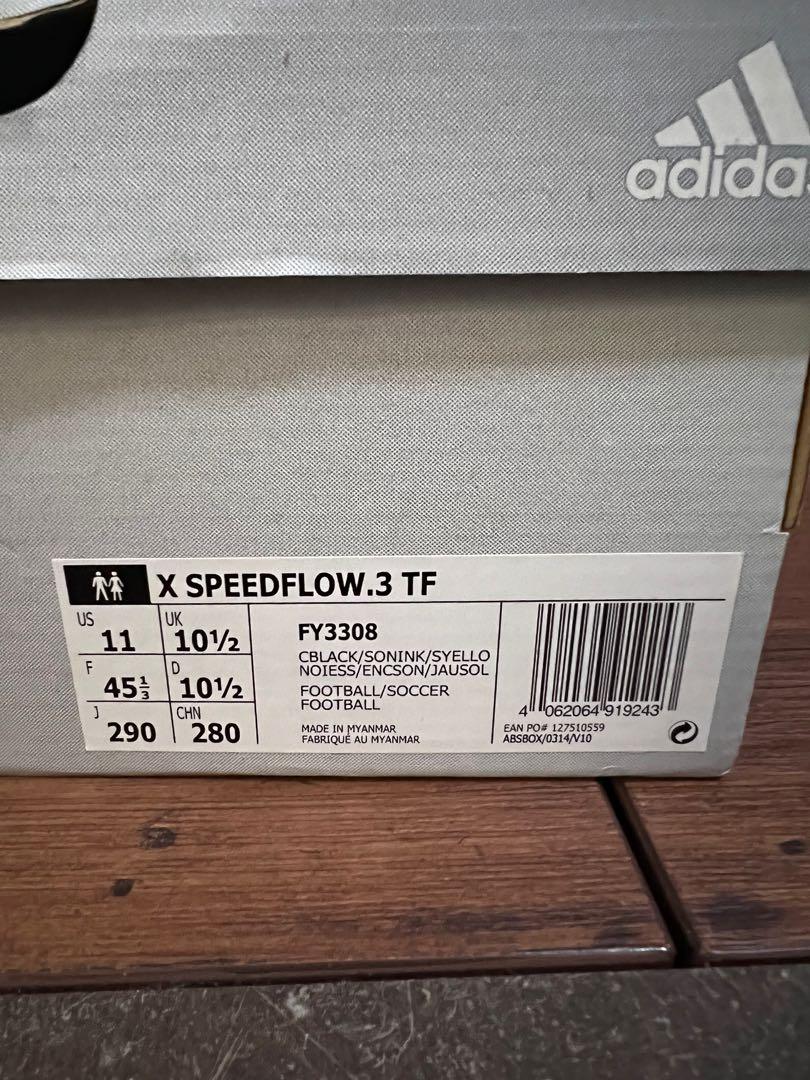 adidas
X SPEEDFLOW.3 TF
US 11 UK 10½
F 45⅓ D 10½
J 290 CHN 280
FY3308
CBLACK/SONINK/SYELLO
NOIESS/ENCSON/JAUSOL
FOOTBALL/SOCCER
FOOTBALL
MADE IN MYANMAR
FABRIQUÉ AU MYANMAR
4 062064 919243
EAN PO# 127510559
ABSBOX/0314/V10